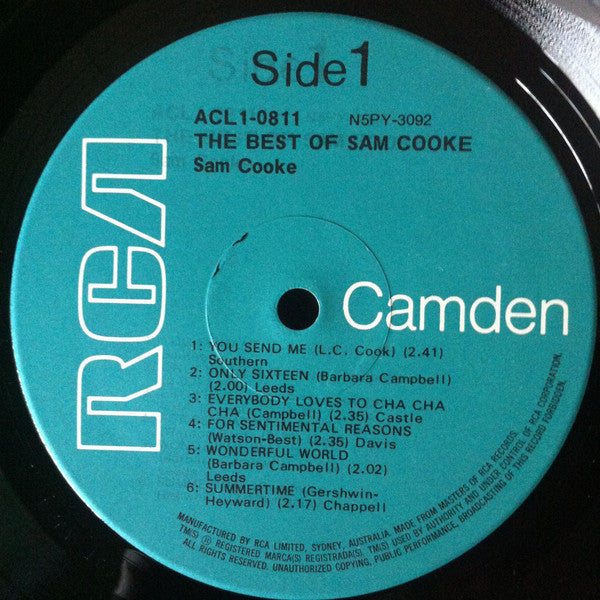 Side 1
ACL1-0811 N5PY-3092
THE BEST OF SAM COOKE
Sam Cooke
RCA
Camden
1: YOU SEND ME (L.C. Cook) (2.41)
Southern
2: ONLY SIXTEEN (Barbara Campbell)
(2.00) Leeds
3: EVERYBODY LOVES TO CHA CHA
CHA (Campbell) (2.35) Castle
4: FOR SENTIMENTAL REASONS
(Watson-Best) (2.35) Davis
5: WONDERFUL WORLD
(Barbara Campbell) (2.02)
Leeds
6: SUMMERTIME (Gershwin-
Heyward) (2.17) Chappell
MANUFACTURED BY RCA LIMITED, SYDNEY, AUSTRALIA. MADE FROM MASTERS OF RCA RECORDS.
TM(S) ® REGISTERED MARCA(S) REGISTRADA(S). TM(S) USED BY AUTHORITY AND UNDER CONTROL OF RCA CORPORATION.
ALL RIGHTS RESERVED. UNAUTHORIZED COPYING, PUBLIC PERFORMANCE, BROADCASTING OF THIS RECORD FORBIDDEN.